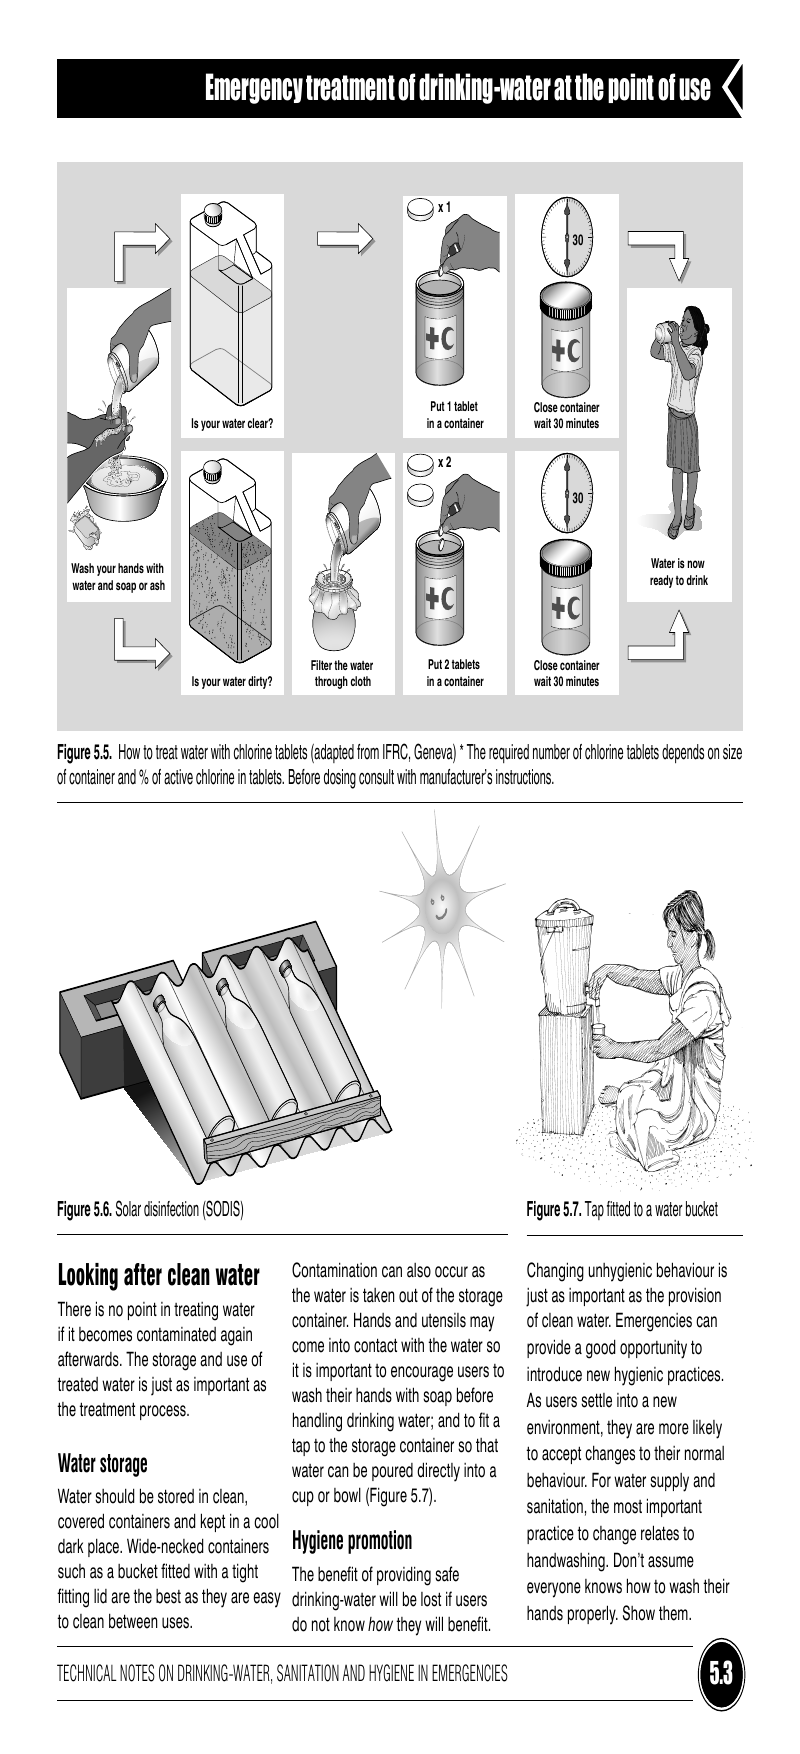 Emergency treatment of drinking-water at the point of use
x 1
30
+C
+C
Is your water clear?
Put 1 tablet
in a container
Close container
wait 30 minutes
Wash your hands with
water and soap or ash
x 2
30
+C
+C
Is your water dirty?
Filter the water
through cloth
Put 2 tablets
in a container
Close container
wait 30 minutes
Water is now
ready to drink
Figure 5.5. How to treat water with chlorine tablets (adapted from IFRC, Geneva) * The required number of chlorine tablets depends on size
of container and % of active chlorine in tablets. Before dosing consult with manufacturer's instructions.
Figure 5.6. Solar disinfection (SODIS)
Figure 5.7. Tap fitted to a water bucket
Looking after clean water
There is no point in treating water
if it becomes contaminated again
afterwards. The storage and use of
treated water is just as important as
the treatment process.
Water storage
Water should be stored in clean,
covered containers and kept in a cool
dark place. Wide-necked containers
such as a bucket fitted with a tight
fitting lid are the best as they are easy
to clean between uses.
Contamination can also occur as
the water is taken out of the storage
container. Hands and utensils may
come into contact with the water so
it is important to encourage users to
wash their hands with soap before
handling drinking water; and to fit a
tap to the storage container so that
water can be poured directly into a
cup or bowl (Figure 5.7).
Hygiene promotion
The benefit of providing safe
drinking-water will be lost if users
do not know how they will benefit.
Changing unhygienic behaviour is
just as important as the provision
of clean water. Emergencies can
provide a good opportunity to
introduce new hygienic practices.
As users settle into a new
environment, they are more likely
to accept changes to their normal
behaviour. For water supply and
sanitation, the most important
practice to change relates to
handwashing. Don't assume
everyone knows how to wash their
hands properly. Show them.
TECHNICAL NOTES ON DRINKING-WATER, SANITATION AND HYGIENE IN EMERGENCIES
5.3